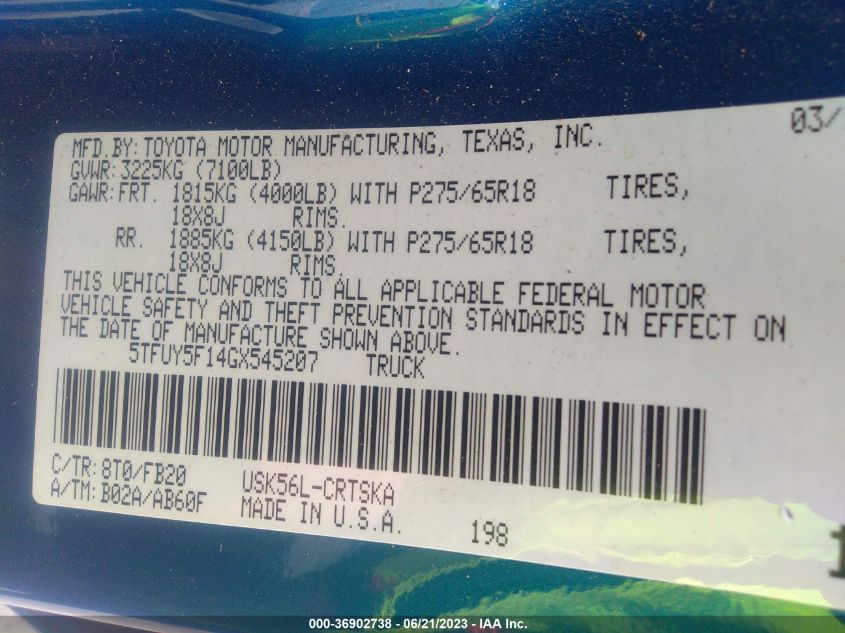 03/
MFD.BY: TOYOTA MOTOR MANUFACTURING, TEXAS, INC.
GVWR: 3225KG (7100LB)
GAWR: FRT. 1815KG (4000LB) WITH P275/65R18 TIRES,
18X8J RIMS.
RR. 1885KG (4150LB) WITH P275/65R18 TIRES,
18X8J RIMS.
THIS VEHICLE CONFORMS TO ALL APPLICABLE FEDERAL MOTOR
VEHICLE SAFETY AND THEFT PREVENTION STANDARDS IN EFFECT ON
THE DATE OF MANUFACTURE SHOWN ABOVE.
5TFUY5F14GX545207 TRUCK
C/TR: 8T0/FB20 USK56L-CRTSKA
A/TM: B02A/AB60F MADE IN U.S.A. 198
000-36902738 - 06/21/2023 - IAA Inc.